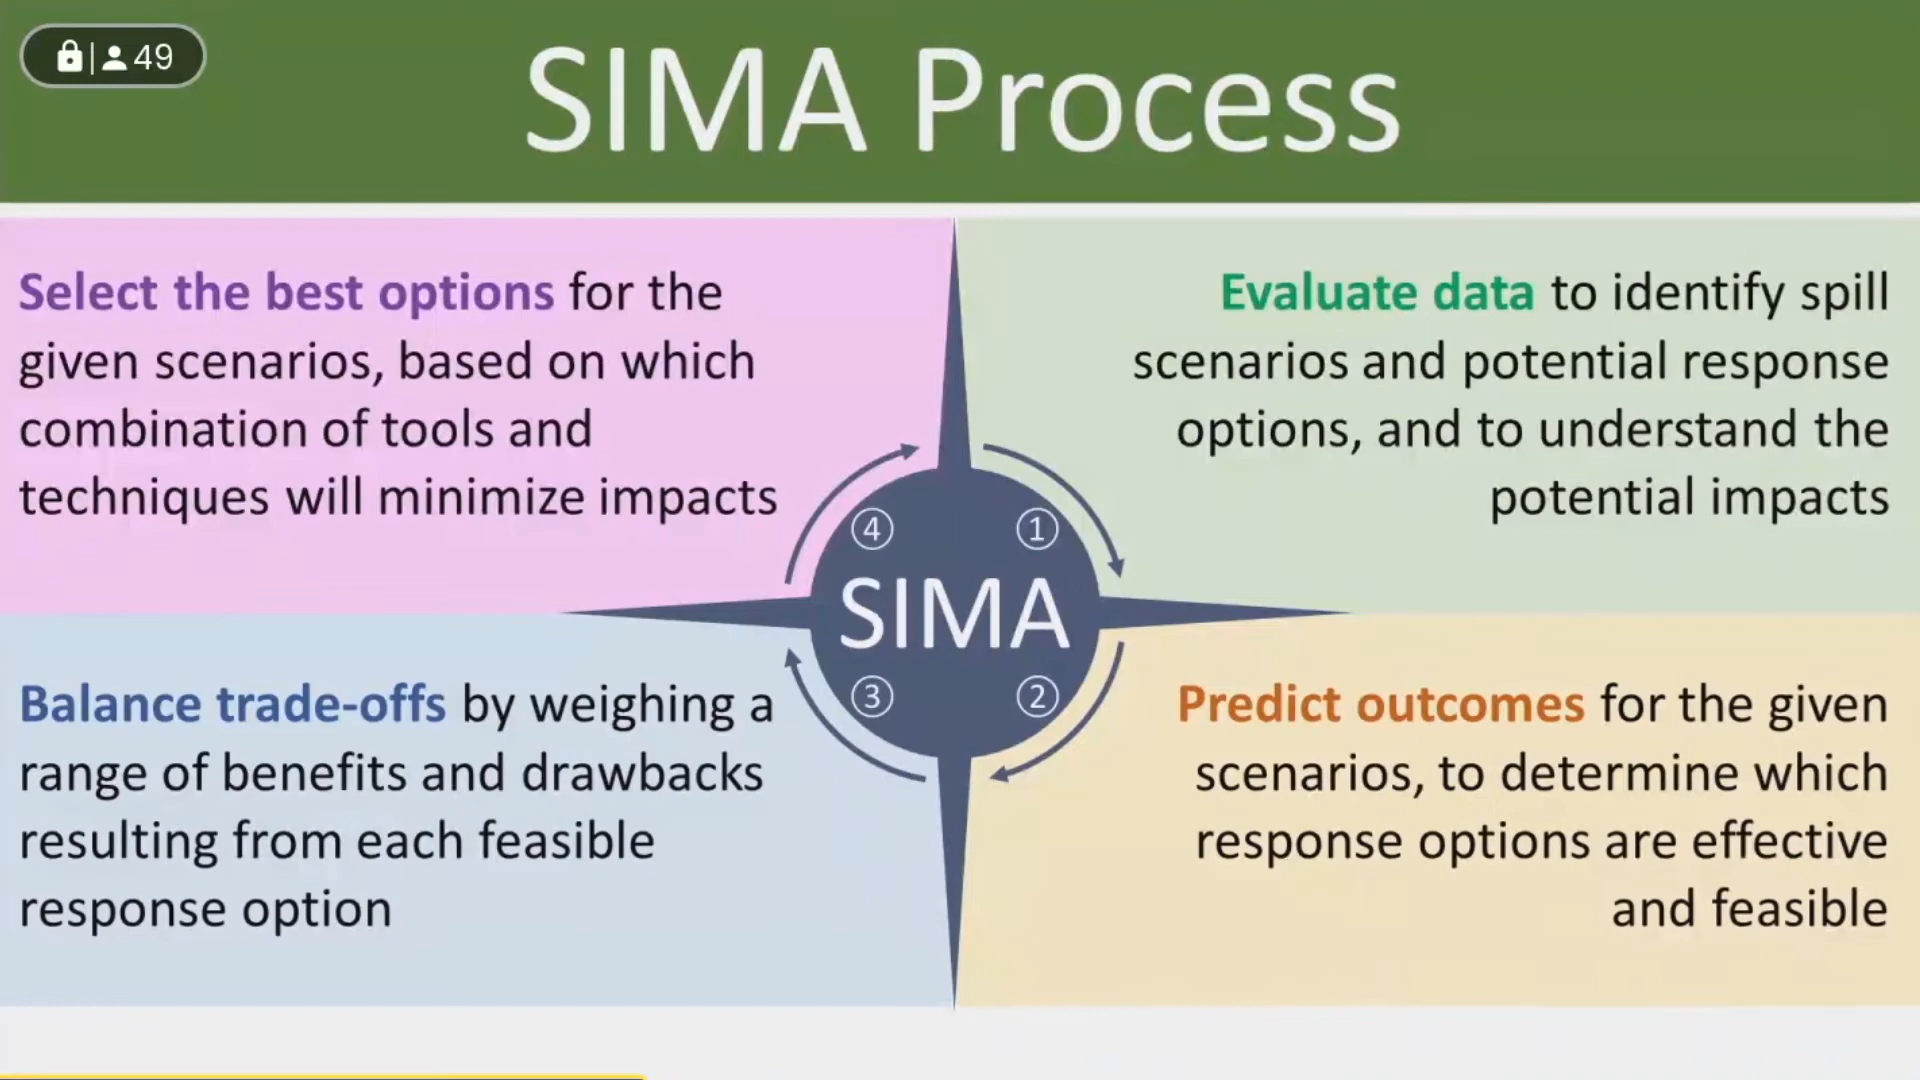 49
SIMA Process
Select the best options for the
given scenarios, based on which
combination of tools and
techniques will minimize impacts
Evaluate data to identify spill
scenarios and potential response
options, and to understand the
potential impacts
④ ①
SIMA
③ ②
Balance trade-offs by weighing a
range of benefits and drawbacks
resulting from each feasible
response option
Predict outcomes for the given
scenarios, to determine which
response options are effective
and feasible